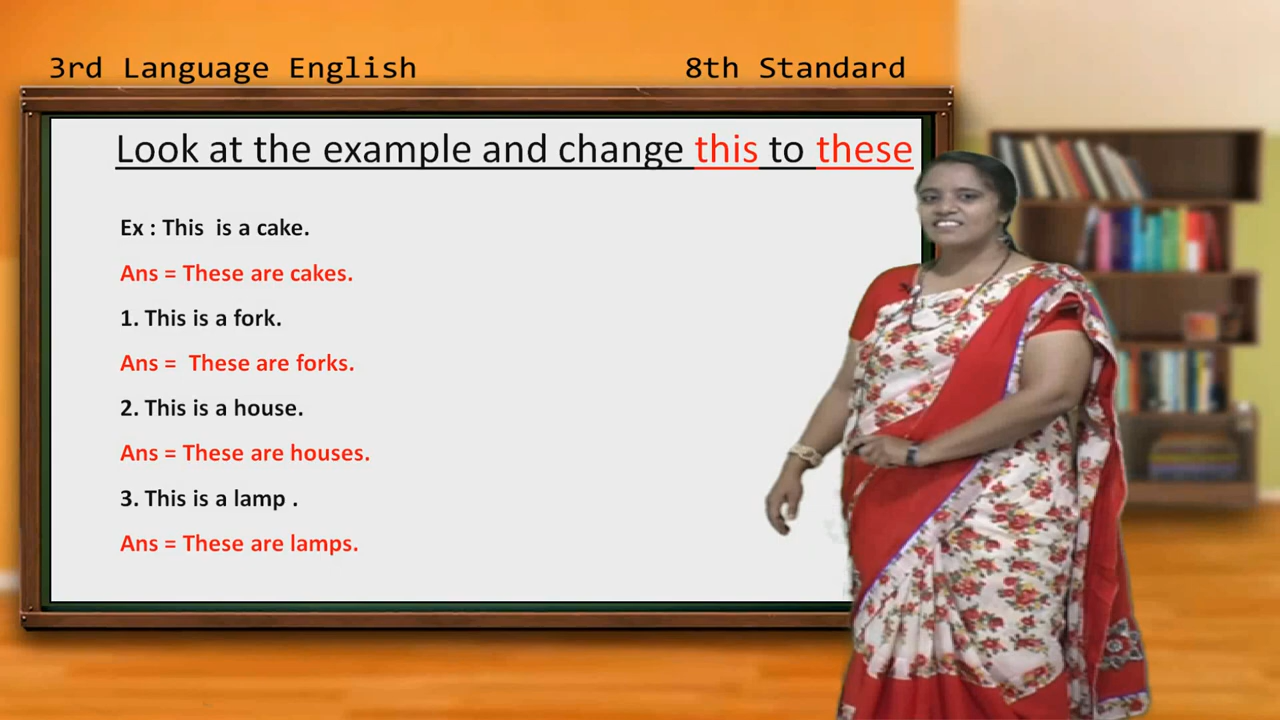 3rd Language English
8th Standard
Look at the example and change this to these
Ex : This  is a cake.
Ans = These are cakes.
1. This is a fork.
Ans =  These are forks.
2. This is a house.
Ans = These are houses.
3. This is a lamp .
Ans = These are lamps.